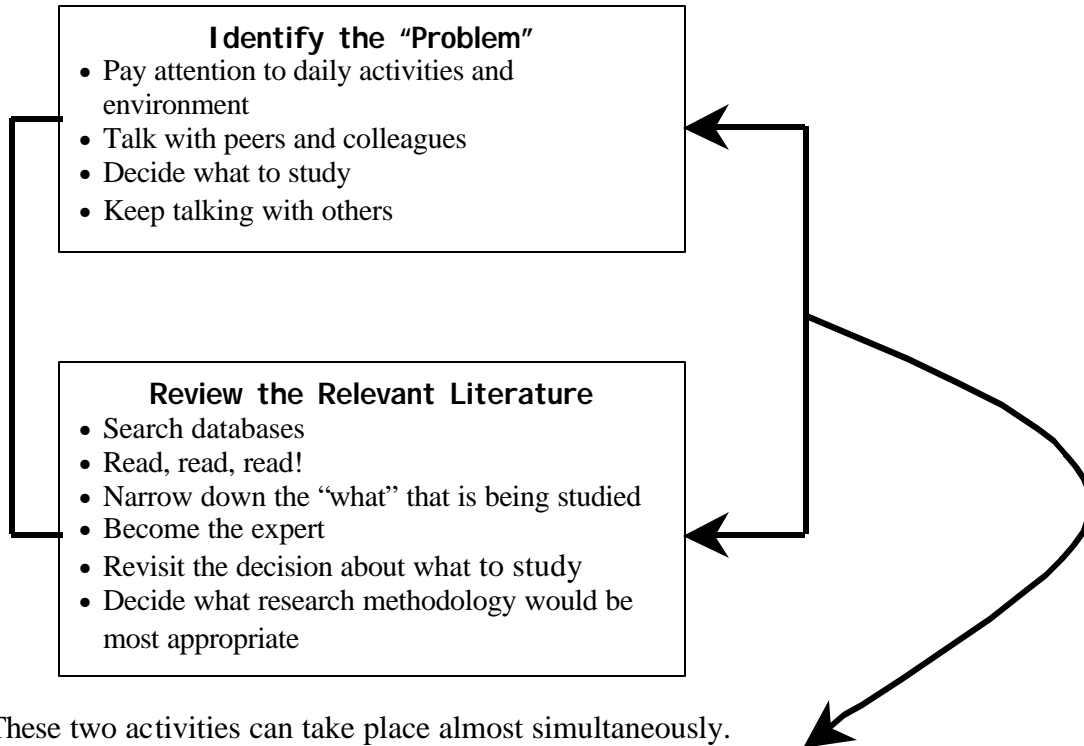 Identify the “Problem”
• Pay attention to daily activities and
environment
• Talk with peers and colleagues
• Decide what to study
• Keep talking with others
Review the Relevant Literature
• Search databases
• Read, read, read!
• Narrow down the “what” that is being studied
• Become the expert
• Revisit the decision about what to study
• Decide what research methodology would be
most appropriate
These two activities can take place almost simultaneously.